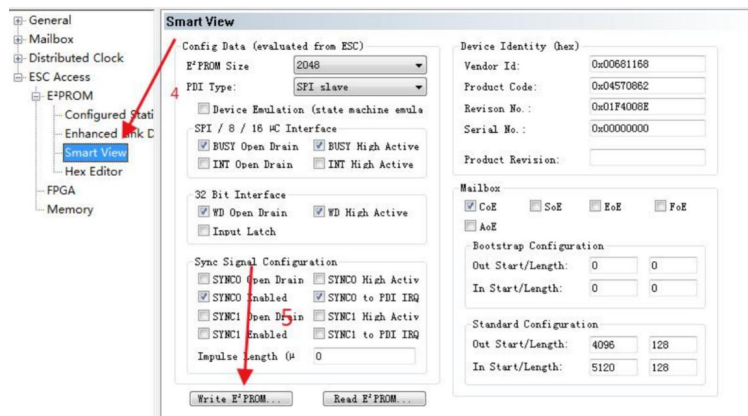 General
Mailbox
Distributed Clock
ESC Access
E²PROM
Configured Stati
Enhanced Link D
Smart View
Hex Editor
FPGA
Memory
Smart View
4
Config Data (evaluated from ESC)
E²PROM Size 2048
PDI Type: SPI slave
Device Emulation (state machine emula
SPI / 8 / 16 µC Interface
BUSY Open Drain BUSY High Active
INT Open Drain INT High Active
32 Bit Interface
WD Open Drain WD High Active
Input Latch
Sync Signal Configuration
SYNC0 Open Drain SYNC0 High Activ
SYNC0 Enabled SYNC0 to PDI IRQ
SYNC1 Open Drain SYNC1 High Activ
5
SYNC1 Enabled SYNC1 to PDI IRQ
Impulse Length (µ 0
Write E²PROM... Read E²PROM...
Device Identity (hex)
Vendor Id: 0x00681168
Product Code: 0x04570862
Revison No.: 0x01F4008E
Serial No.: 0x00000000
Product Revision:
Mailbox
CoE SoE EoE FoE
AoE
Bootstrap Configuration
Out Start/Length: 0 0
In Start/Length: 0 0
Standard Configuration
Out Start/Length: 4096 128
In Start/Length: 5120 128